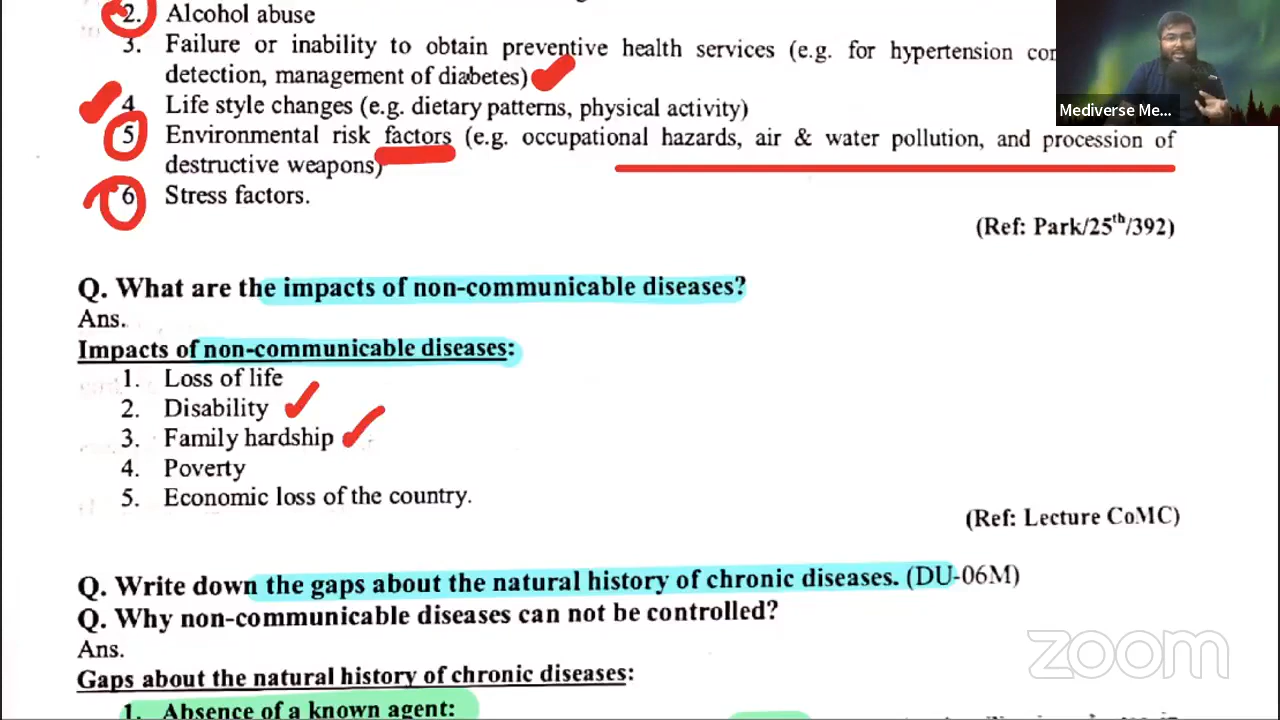 2. Alcohol abuse
3. Failure or inability to obtain preventive health services (e.g. for hypertension
detection, management of diabetes)
4 Life style changes (e.g. dietary patterns, physical activity)
5 Environmental risk factors (e.g. occupational hazards, air & water pollution, and procession of
destructive weapons)
6 Stress factors.
Mediverse Me...
(Ref: Park/25th/392)
Q. What are the impacts of non-communicable diseases?
Ans.
Impacts of non-communicable diseases:
1. Loss of life
2. Disability
3. Family hardship
4. Poverty
5. Economic loss of the country.
(Ref: Lecture CoMC)
Q. Write down the gaps about the natural history of chronic diseases. (DU-06M)
Q. Why non-communicable diseases can not be controlled?
Ans.
Gaps about the natural history of chronic diseases:
1. Absence of a known agent:
zoom